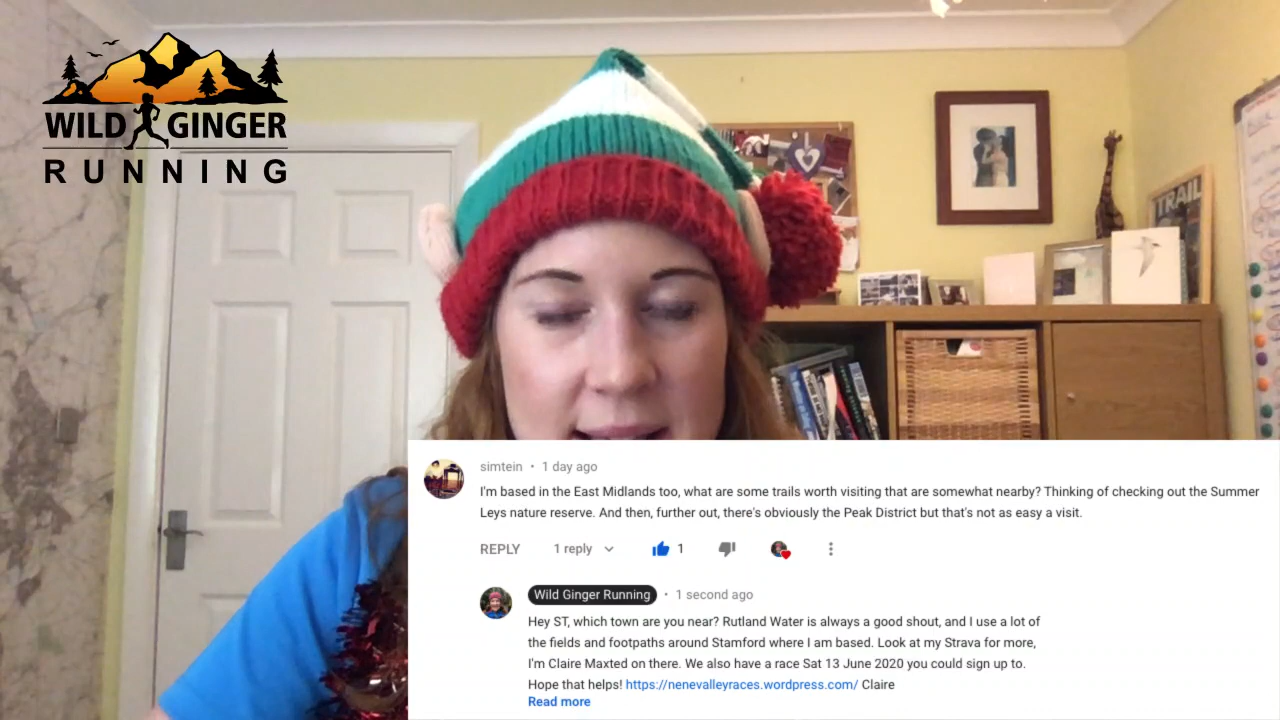 WILD GINGER
RUNNING
TRAIL
simtein • 1 day ago
I'm based in the East Midlands too, what are some trails worth visiting that are somewhat nearby? Thinking of checking out the Summer
Leys nature reserve. And then, further out, there's obviously the Peak District but that's not as easy a visit.
REPLY 1 reply 1
Wild Ginger Running • 1 second ago
Hey ST, which town are you near? Rutland Water is always a good shout, and I use a lot of
the fields and footpaths around Stamford where I am based. Look at my Strava for more,
I'm Claire Maxted on there. We also have a race Sat 13 June 2020 you could sign up to.
Hope that helps! https://nenevalleyraces.wordpress.com/ Claire
Read more